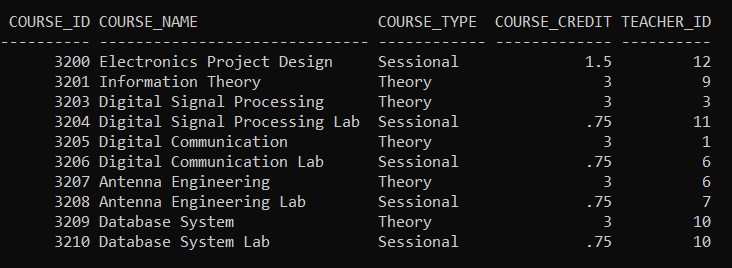 COURSE_ID COURSE_NAME                    COURSE_TYPE  COURSE_CREDIT TEACHER_ID
---------- ------------------------------ ------------ ------------- ----------
      3200 Electronics Project Design     Sessional              1.5         12
      3201 Information Theory             Theory                   3          9
      3203 Digital Signal Processing      Theory                   3          3
      3204 Digital Signal Processing Lab  Sessional              .75         11
      3205 Digital Communication          Theory                   3          1
      3206 Digital Communication Lab      Sessional              .75          6
      3207 Antenna Engineering            Theory                   3          6
      3208 Antenna Engineering Lab        Sessional              .75          7
      3209 Database System                Theory                   3         10
      3210 Database System Lab            Sessional              .75         10